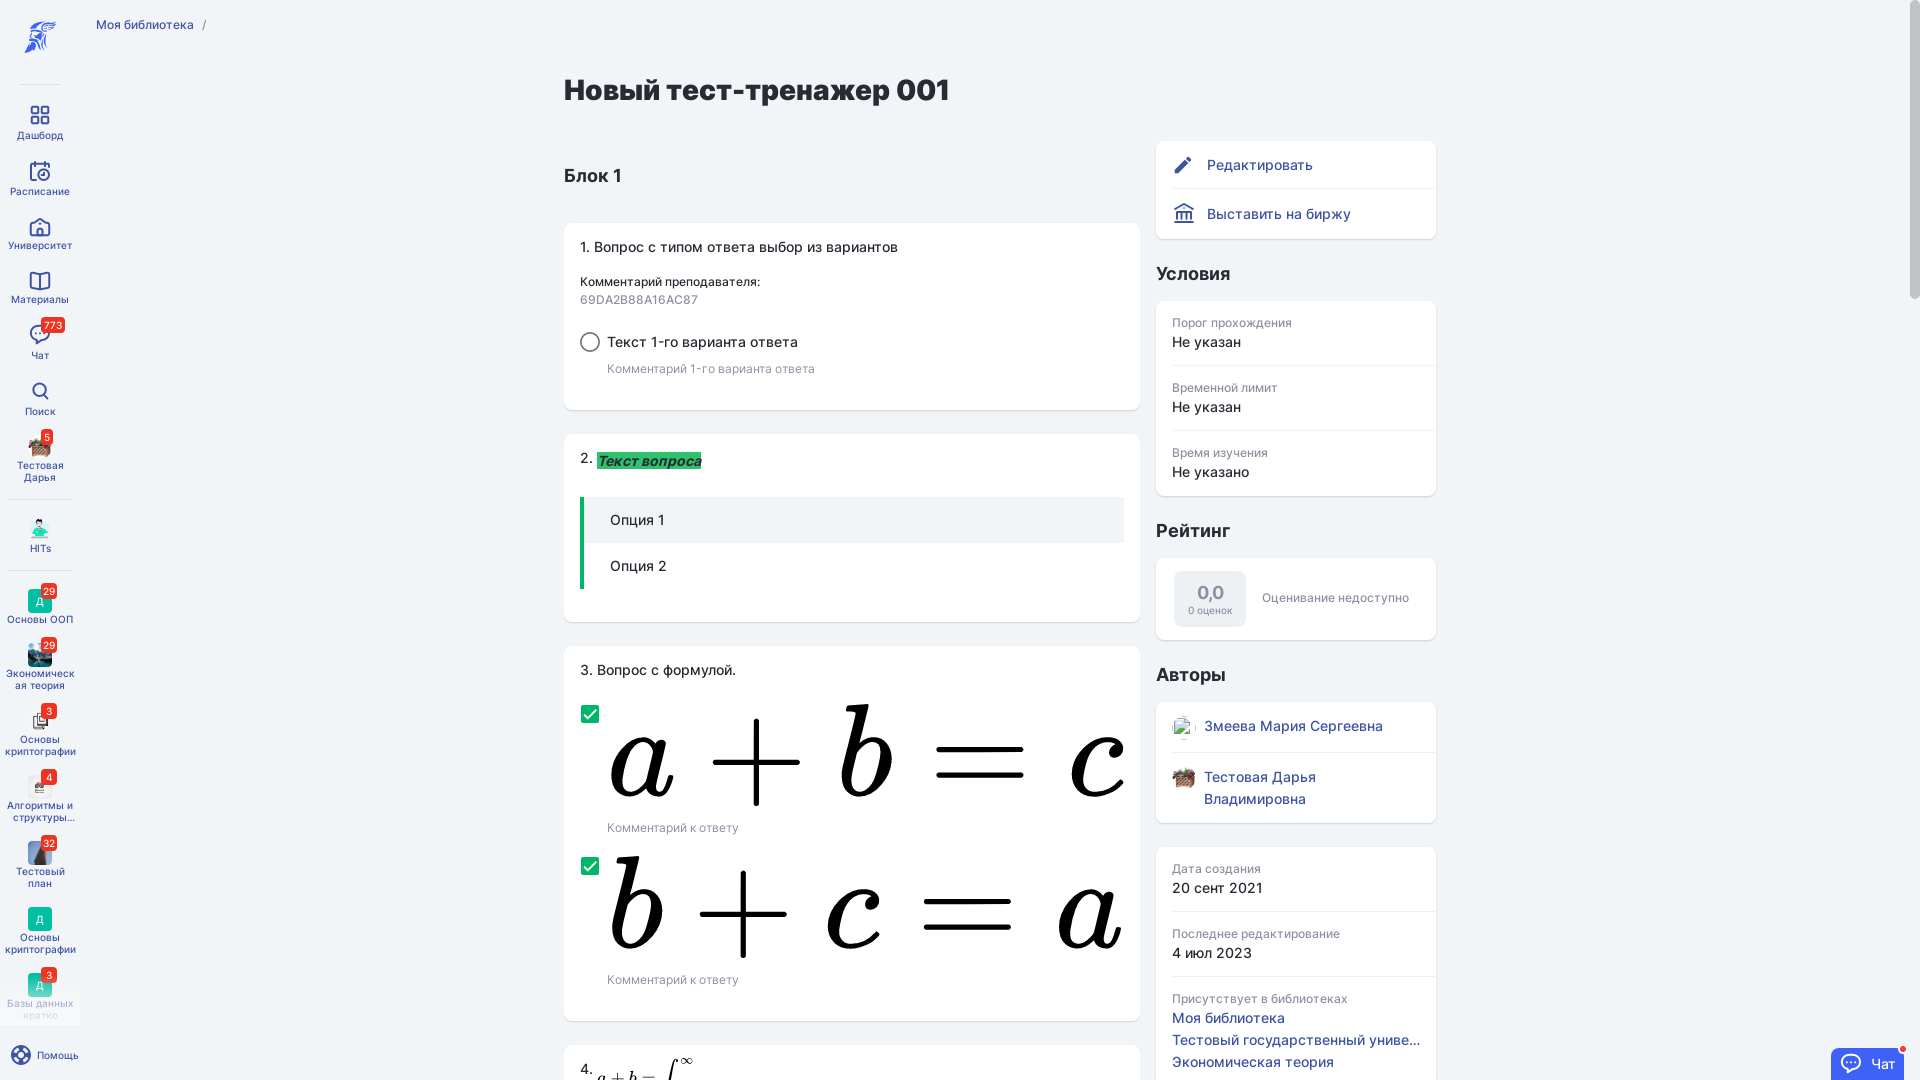 Моя библиотека /
Новый тест-тренажер 001
Дашборд
Расписание
Университет
Материалы
773
Чат
Поиск
5
Тестовая
Дарья
HITs
29
Д
Основы ООП
29
Экономическ
ая теория
3
Основы
криптографии
4
Алгоритмы и
структуры...
32
Тестовый
план
Д
Основы
криптографии
3
Д
Базы данных
кратко
Помощь
Блок 1
1. Вопрос с типом ответа выбор из вариантов
Комментарий преподавателя:
69DA2B88A16AC87
Текст 1-го варианта ответа
Комментарий 1-го варианта ответа
2. Текст вопроса
Опция 1
Опция 2
3. Вопрос с формулой.
a + b = c
Комментарий к ответу
b + c = a
Комментарий к ответу
4. a + b = ∫^∞
Редактировать
Выставить на биржу
Условия
Порог прохождения
Не указан
Временной лимит
Не указан
Время изучения
Не указано
Рейтинг
0,0
0 оценок
Оценивание недоступно
Авторы
Змеева Мария Сергеевна
Тестовая Дарья
Владимировна
Дата создания
20 сент 2021
Последнее редактирование
4 июл 2023
Присутствует в библиотеках
Моя библиотека
Тестовый государственный униве...
Экономическая теория
Чат